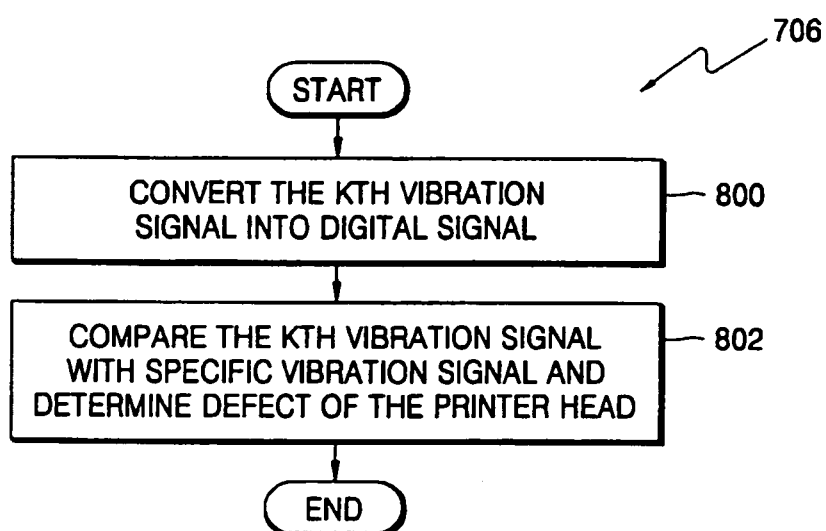 706
START
CONVERT THE KTH VIBRATION
SIGNAL INTO DIGITAL SIGNAL
800
COMPARE THE KTH VIBRATION SIGNAL
WITH SPECIFIC VIBRATION SIGNAL AND
DETERMINE DEFECT OF THE PRINTER HEAD
802
END